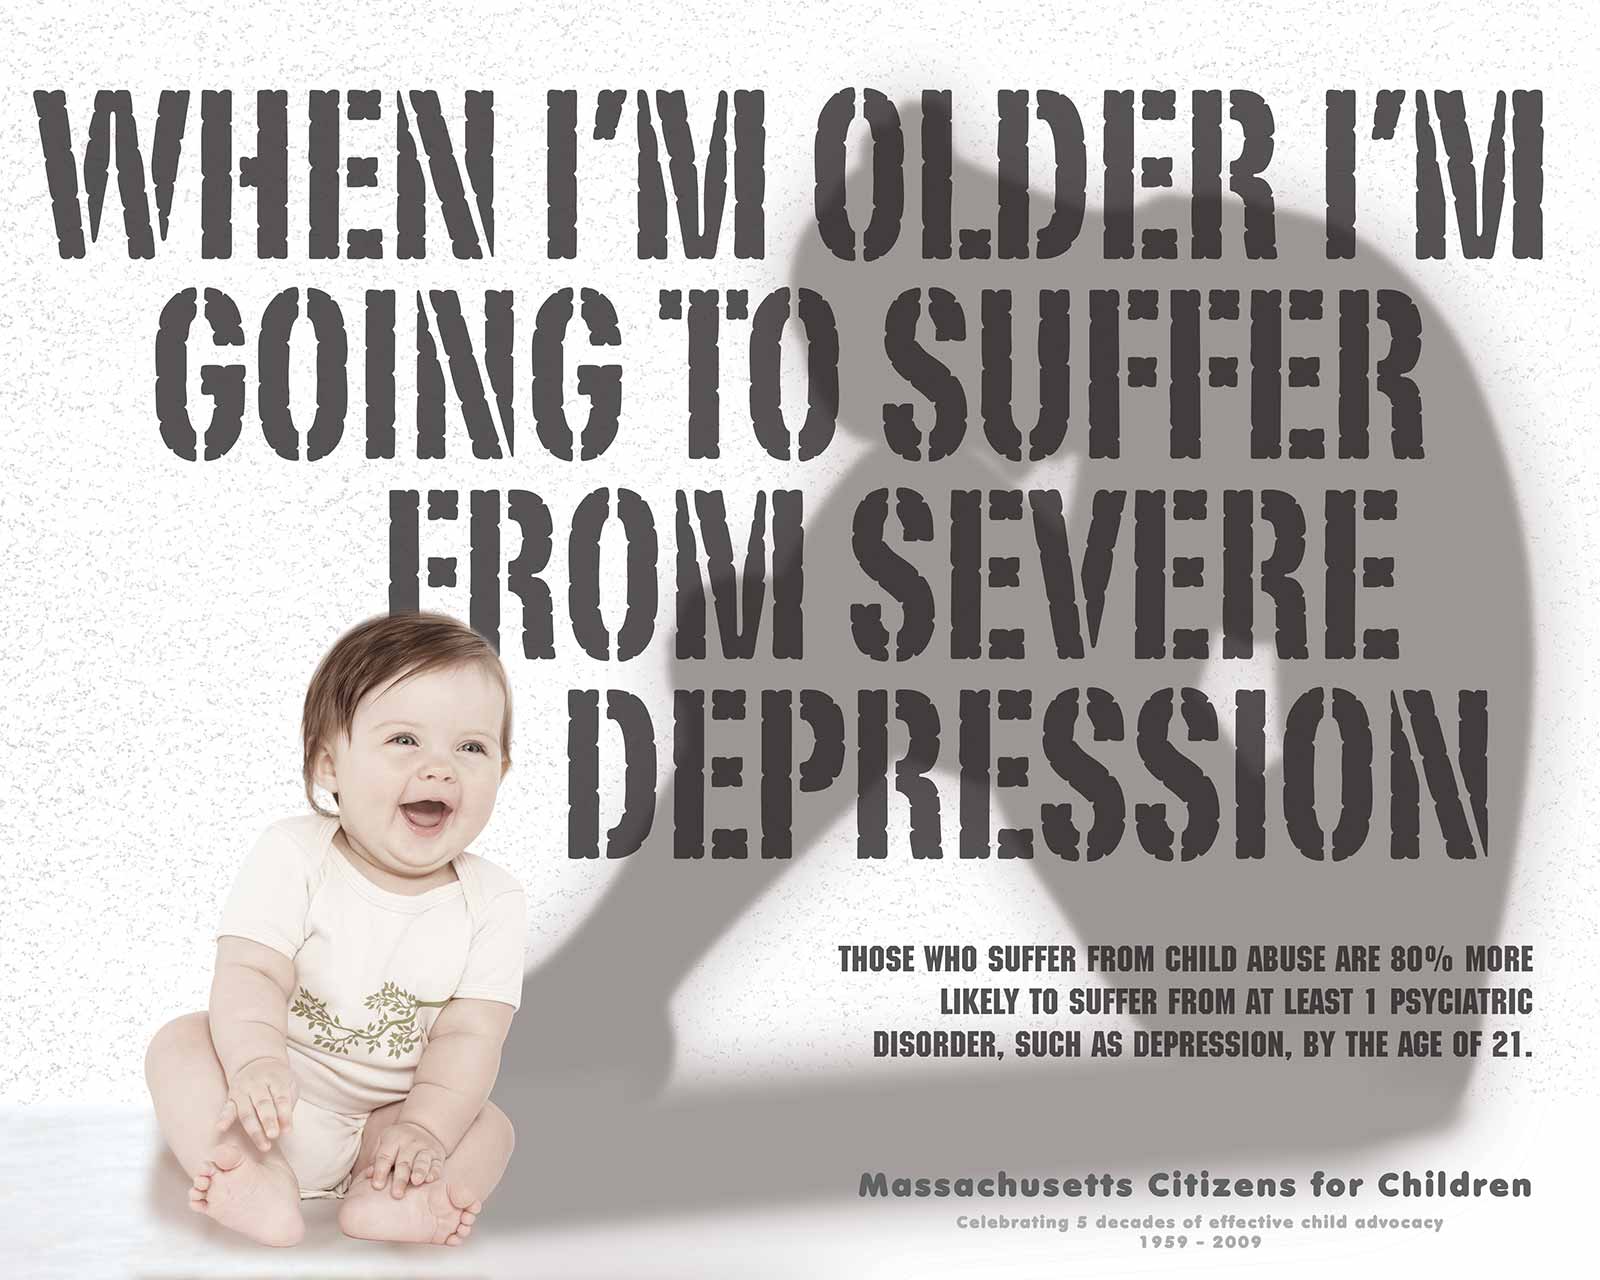 WHEN I'M OLDER I'M
GOING TO SUFFER
FROM SEVERE
DEPRESSION
THOSE WHO SUFFER FROM CHILD ABUSE ARE 80% MORE
LIKELY TO SUFFER FROM AT LEAST 1 PSYCIATRIC
DISORDER, SUCH AS DEPRESSION, BY THE AGE OF 21.
Massachusetts Citizens for Children
Celebrating 5 decades of effective child advocacy
1959 - 2009